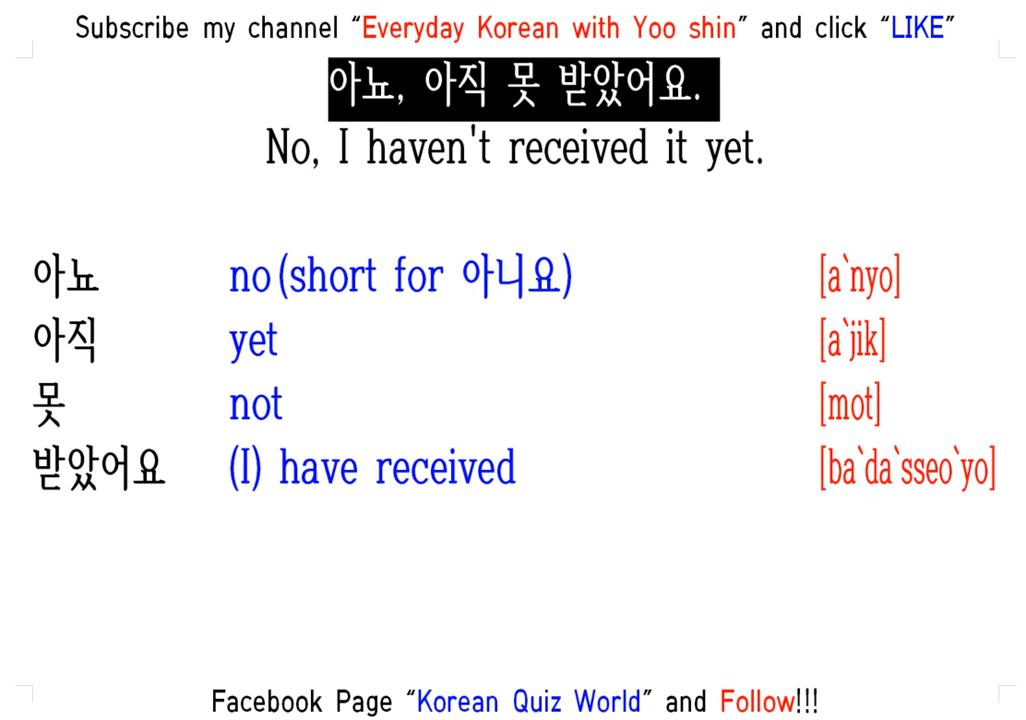 Subscribe my channel “Everyday Korean with Yoo shin” and click “LIKE”
아뇨, 아직 못 받았어요.
No, I haven't received it yet.
아뇨 no (short for 아니요) [a`nyo]
아직 yet [a`jik]
못 not [mot]
받았어요 (I) have received [ba`da`sseo`yo]
Facebook Page “Korean Quiz World” and Follow!!!